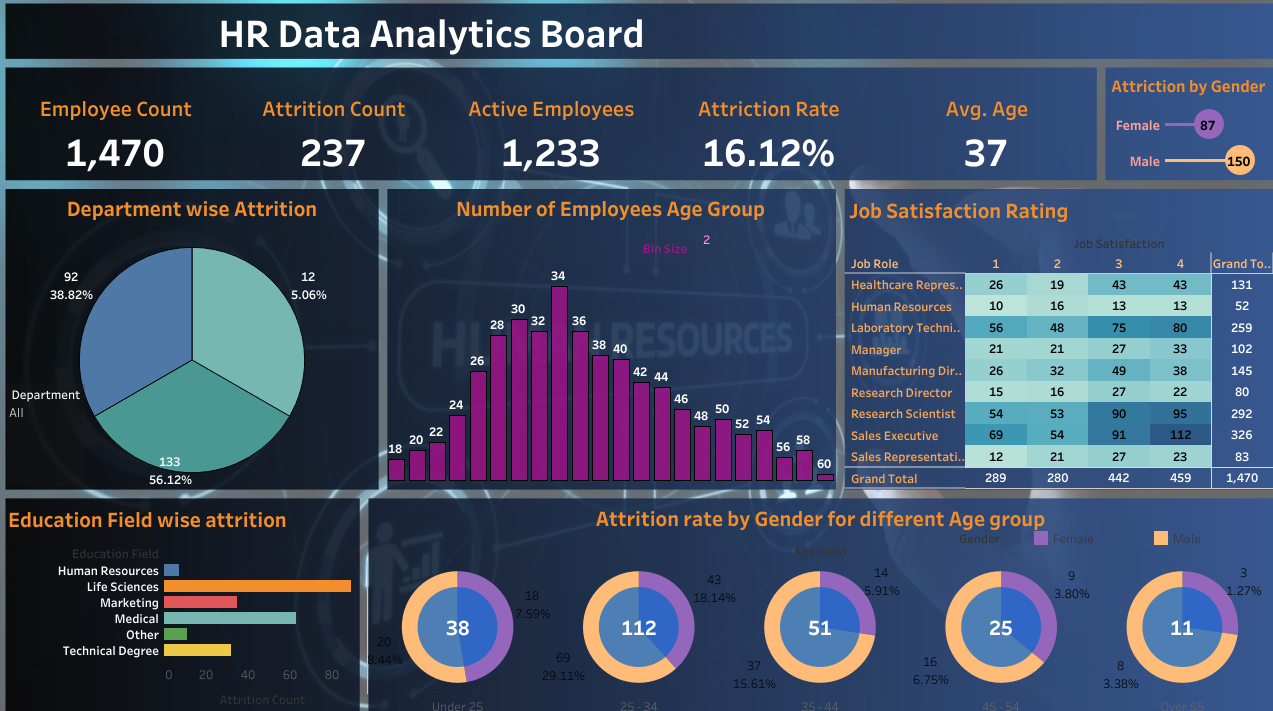 HR Data Analytics Board
Employee Count
Attrition Count
Active Employees
Attriction Rate
Avg. Age
1,470
237
1,233
16.12%
37
Attriction by Gender
Female
87
Male
150
Department wise Attrition
92
38.82%
12
5.06%
Department
All
133
56.12%
Number of Employees Age Group
Bin Size
2
18
20
22
24
26
28
30
32
34
36
38
40
42
44
46
48
50
52
54
56
58
60
HUMAN RESOURCES
Job Satisfaction Rating
Job Satisfaction
Job Role 1 2 3 4 Grand To..
Healthcare Repres.. 26 19 43 43 131
Human Resources 10 16 13 13 52
Laboratory Techni.. 56 48 75 80 259
Manager 21 21 27 33 102
Manufacturing Dir.. 26 32 49 38 145
Research Director 15 16 27 22 80
Research Scientist 54 53 90 95 292
Sales Executive 69 54 91 112 326
Sales Representati.. 12 21 27 23 83
Grand Total 289 280 442 459 1,470
Education Field wise attrition
Education Field
Human Resources
Life Sciences
Marketing
Medical
Other
Technical Degree
0 20 40 60 80
Attrition Count
Attrition rate by Gender for different Age group
Gender Female Male
Age Band
18
7.59%
38
20
8.44%
Under 25
43
18.14%
112
69
29.11%
25 - 34
14
5.91%
51
37
15.61%
35 - 44
9
3.80%
25
16
6.75%
45 - 54
3
1.27%
11
8
3.38%
Over 55